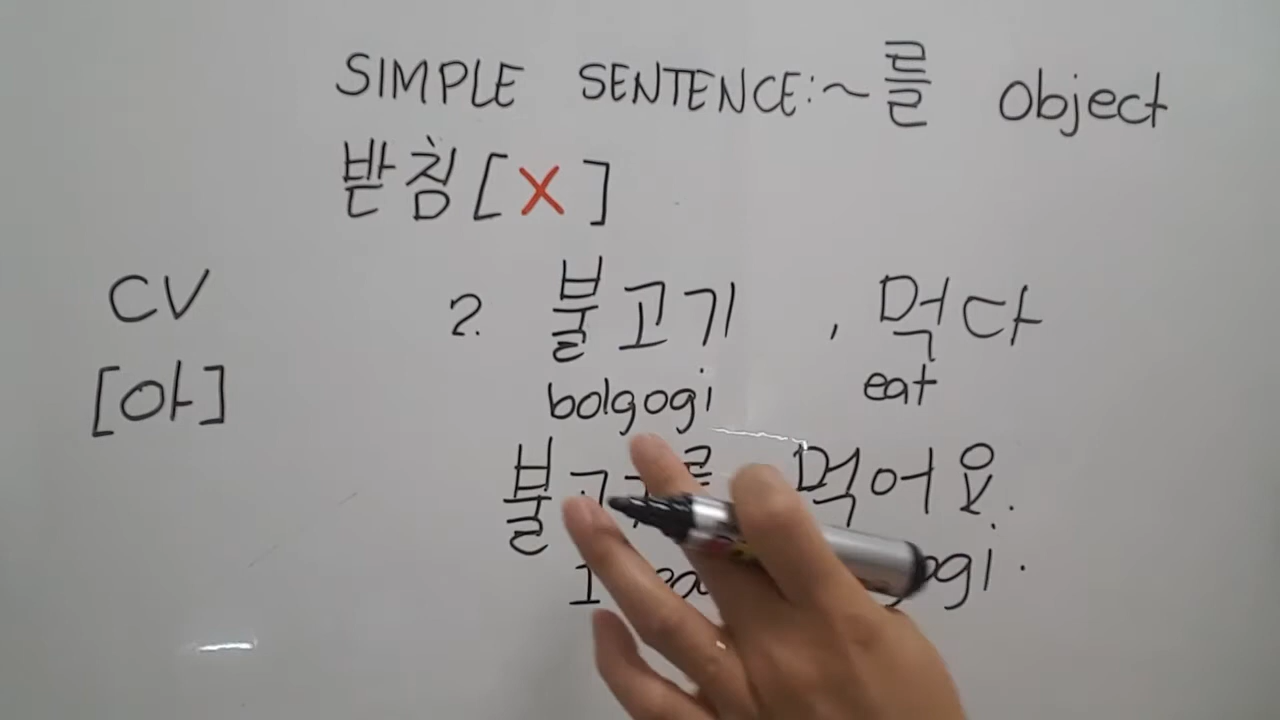 SIMPLE SENTENCE: ~를 object
받침 [X]
CV
[아]
2. 불고기 , 먹다
bolgogi eat
먹어요.
I